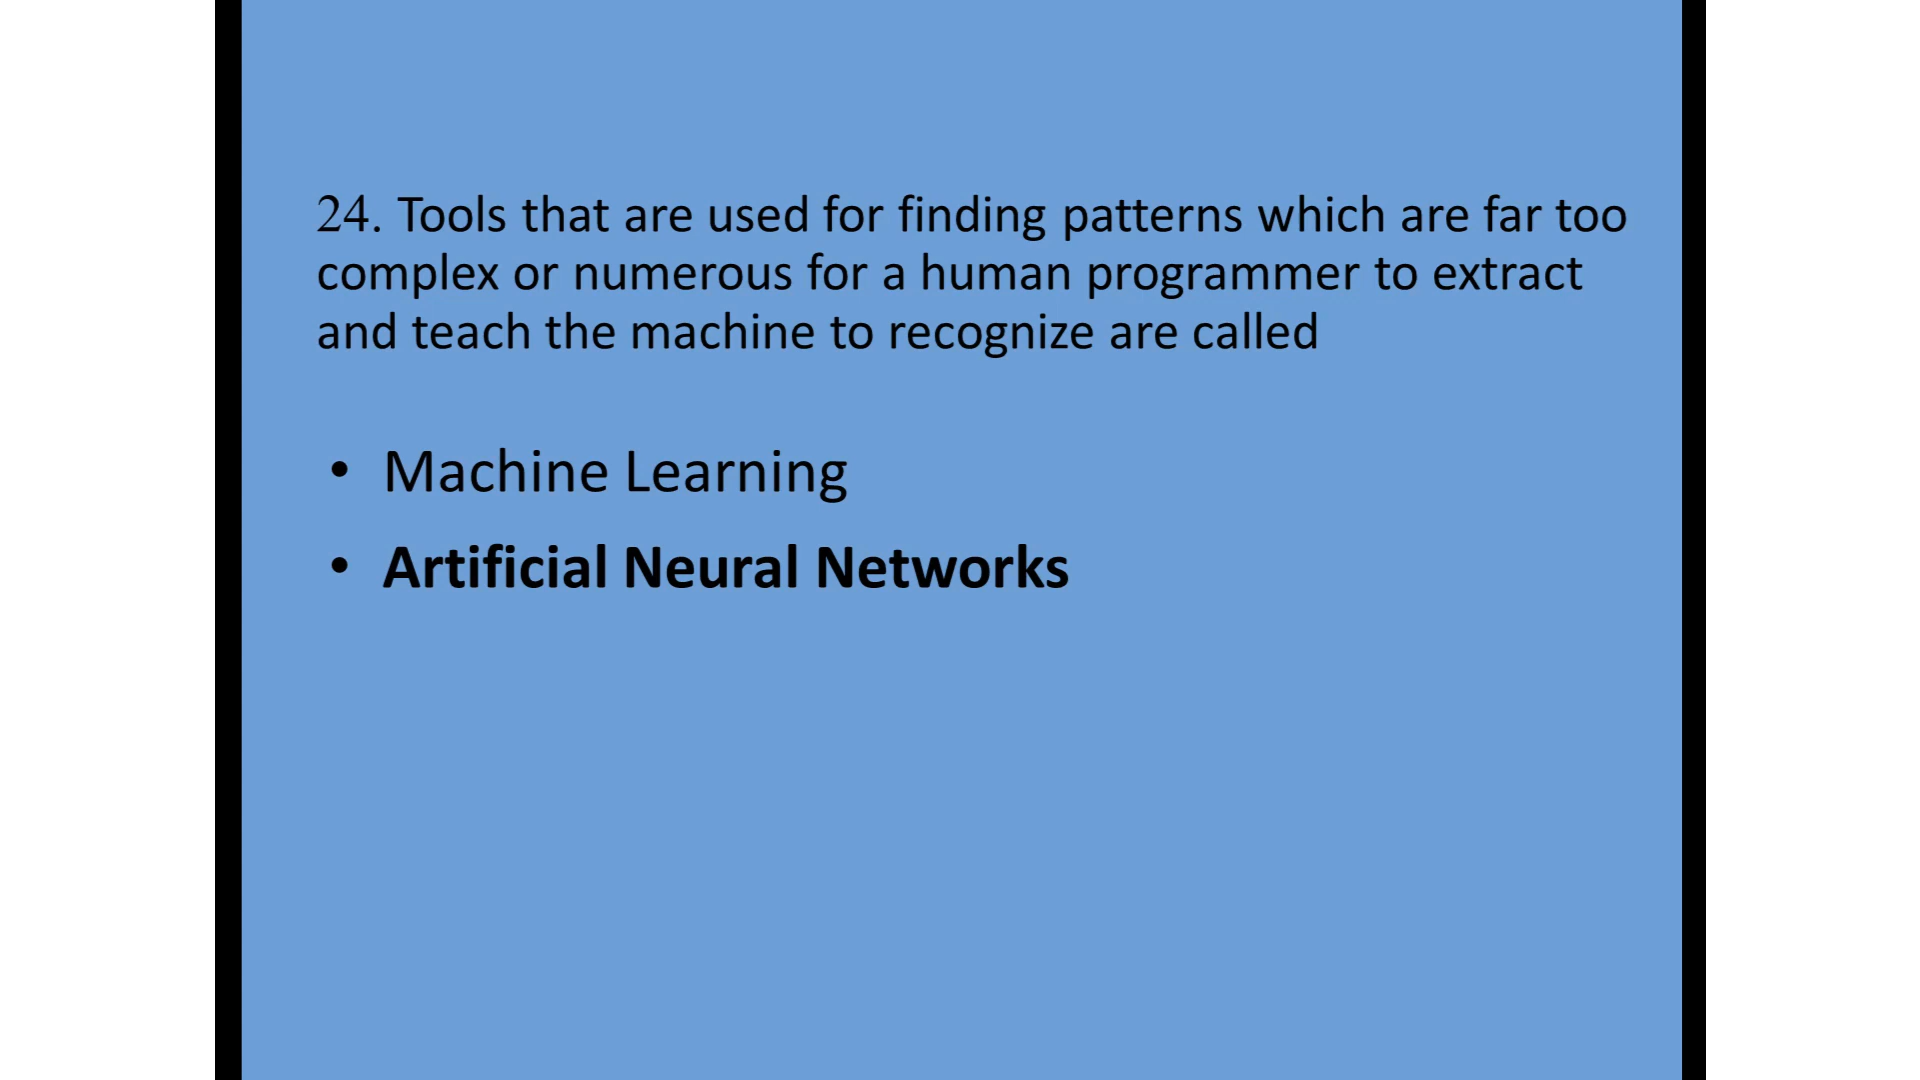 24. Tools that are used for finding patterns which are far too
complex or numerous for a human programmer to extract
and teach the machine to recognize are called
• Machine Learning
• Artificial Neural Networks